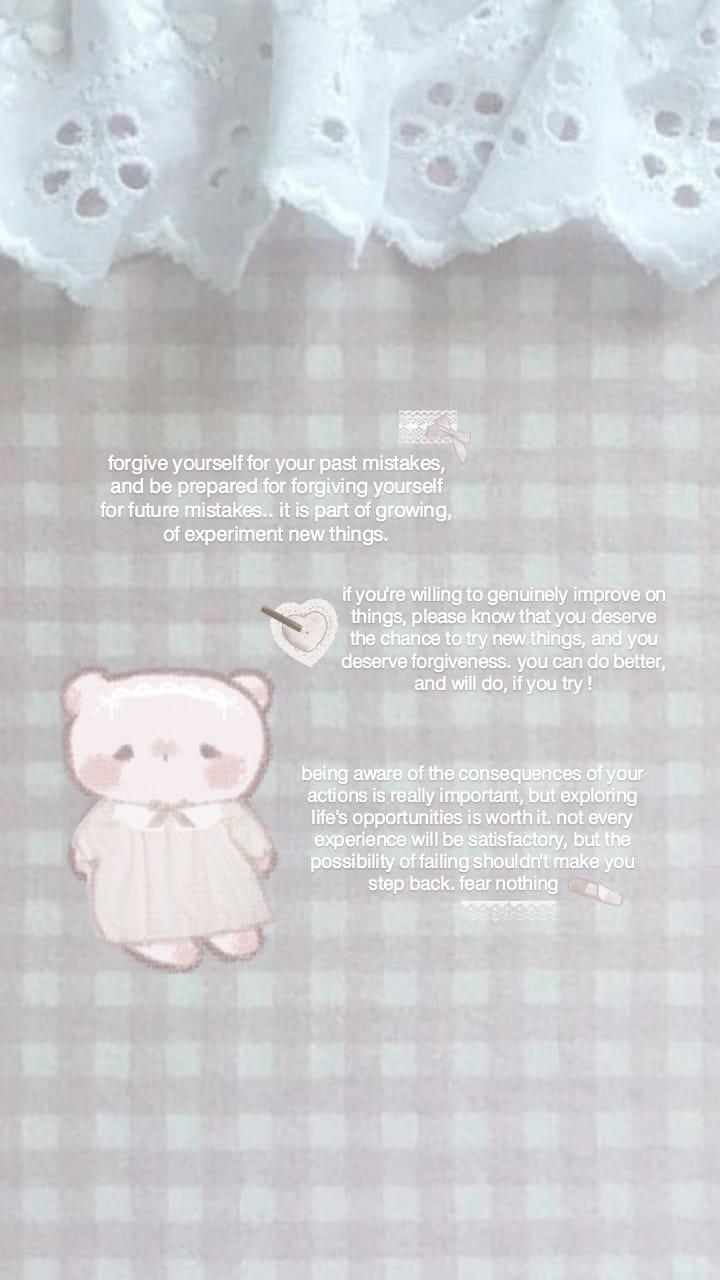 forgive yourself for your past mistakes,
and be prepared for forgiving yourself
for future mistakes.. it is part of growing,
of experiment new things.
if you're willing to genuinely improve on
things, please know that you deserve
the chance to try new things, and you
deserve forgiveness. you can do better,
and will do, if you try !
being aware of the consequences of your
actions is really important, but exploring
life's opportunities is worth it. not every
experience will be satisfactory, but the
possibility of failing shouldn't make you
step back. fear nothing